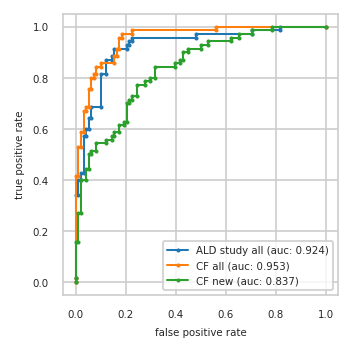 1.0
0.8
0.6
0.4
0.2
0.0
true positive rate
ALD study all (auc: 0.924)
CF all (auc: 0.953)
CF new (auc: 0.837)
0.0 0.2 0.4 0.6 0.8 1.0
false positive rate